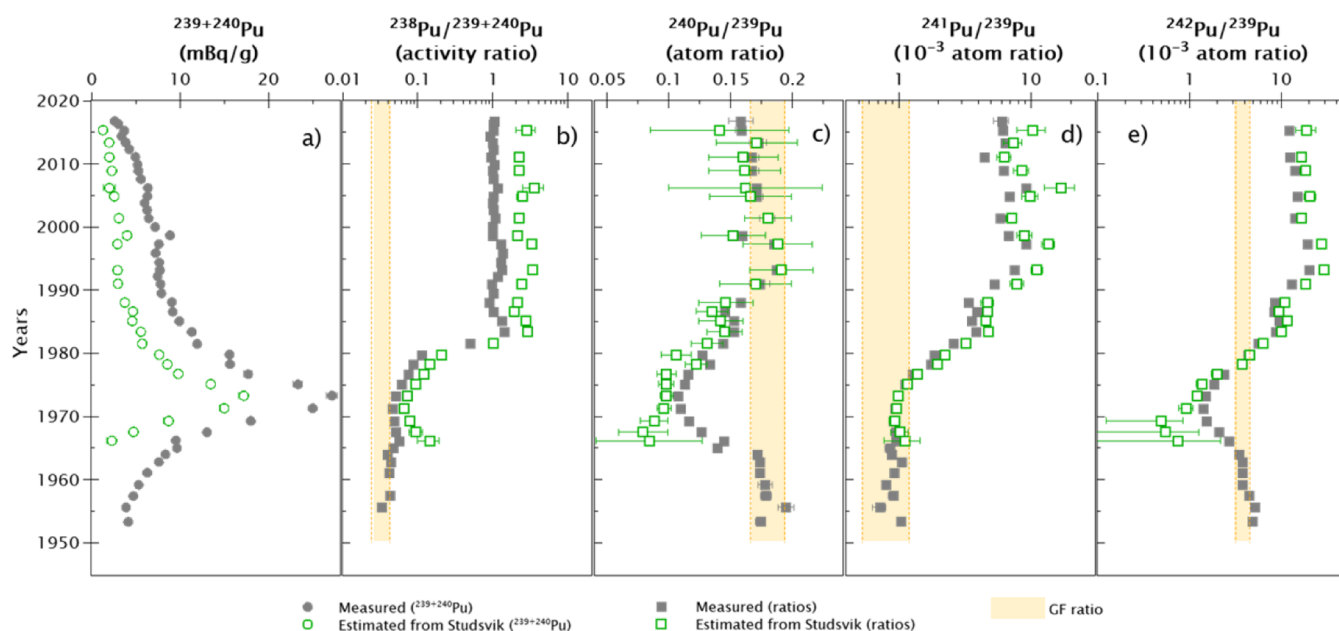 ²³⁹⁺²⁴⁰Pu
(mBq/g)
²³⁸Pu/²³⁹⁺²⁴⁰Pu
(activity ratio)
²⁴⁰Pu/²³⁹Pu
(atom ratio)
²⁴¹Pu/²³⁹Pu
(10⁻³ atom ratio)
²⁴²Pu/²³⁹Pu
(10⁻³ atom ratio)
0 10 20 0.01 0.1 1 10 0.05 0.1 0.15 0.2 1 10 0.1 1 10
2020
a) b) c) d) e)
2010
2000
1990
Years
1980
1970
1960
1950
Measured (²³⁹⁺²⁴⁰Pu) Measured (ratios) GF ratio
Estimated from Studsvik (²³⁹⁺²⁴⁰Pu) Estimated from Studsvik (ratios)